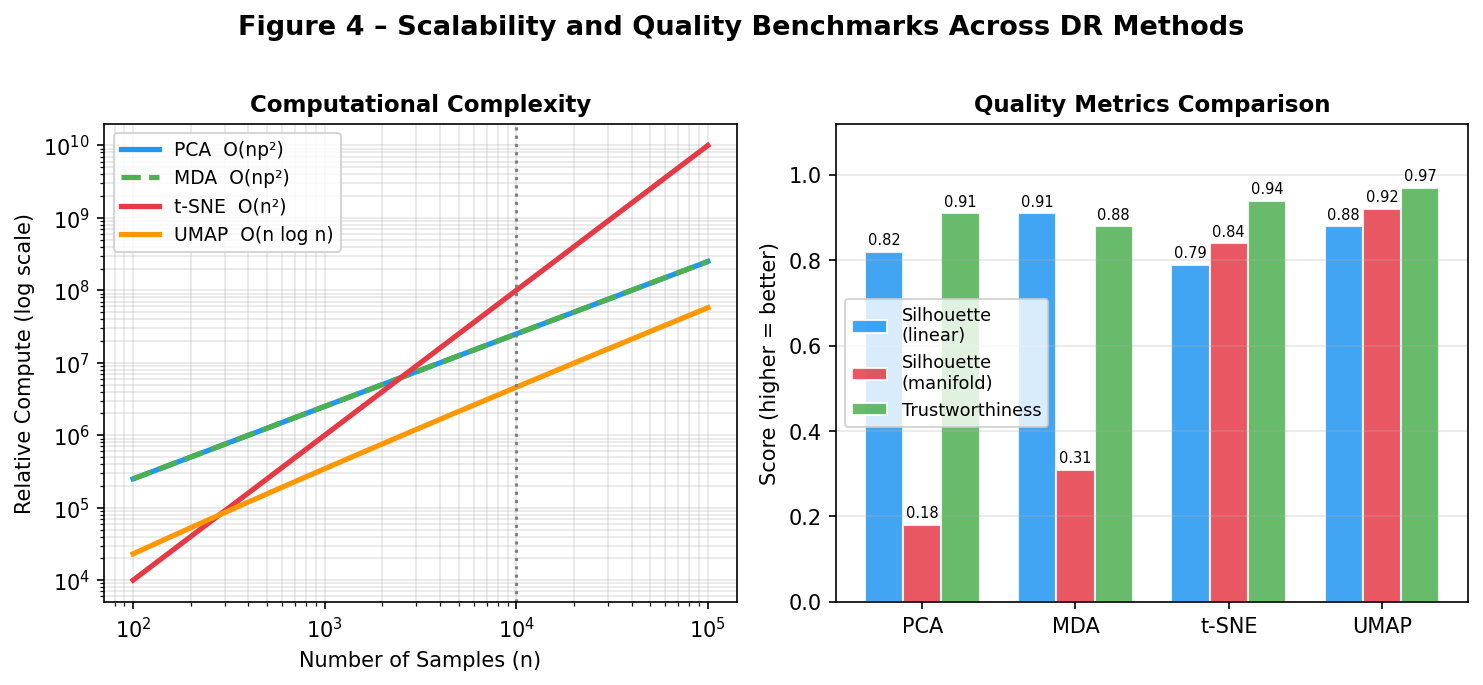 Figure 4 – Scalability and Quality Benchmarks Across DR Methods
Computational Complexity
PCA  O(np²)
MDA  O(np²)
t-SNE  O(n²)
UMAP  O(n log n)
Relative Compute (log scale)
10¹⁰
10⁹
10⁸
10⁷
10⁶
10⁵
10⁴
10²
10³
10⁴
10⁵
Number of Samples (n)
Quality Metrics Comparison
Score (higher = better)
1.0
0.8
0.6
0.4
0.2
0.0
0.82
0.18
0.91
0.91
0.31
0.88
0.79
0.84
0.94
0.88
0.92
0.97
Silhouette
(linear)
Silhouette
(manifold)
Trustworthiness
PCA
MDA
t-SNE
UMAP